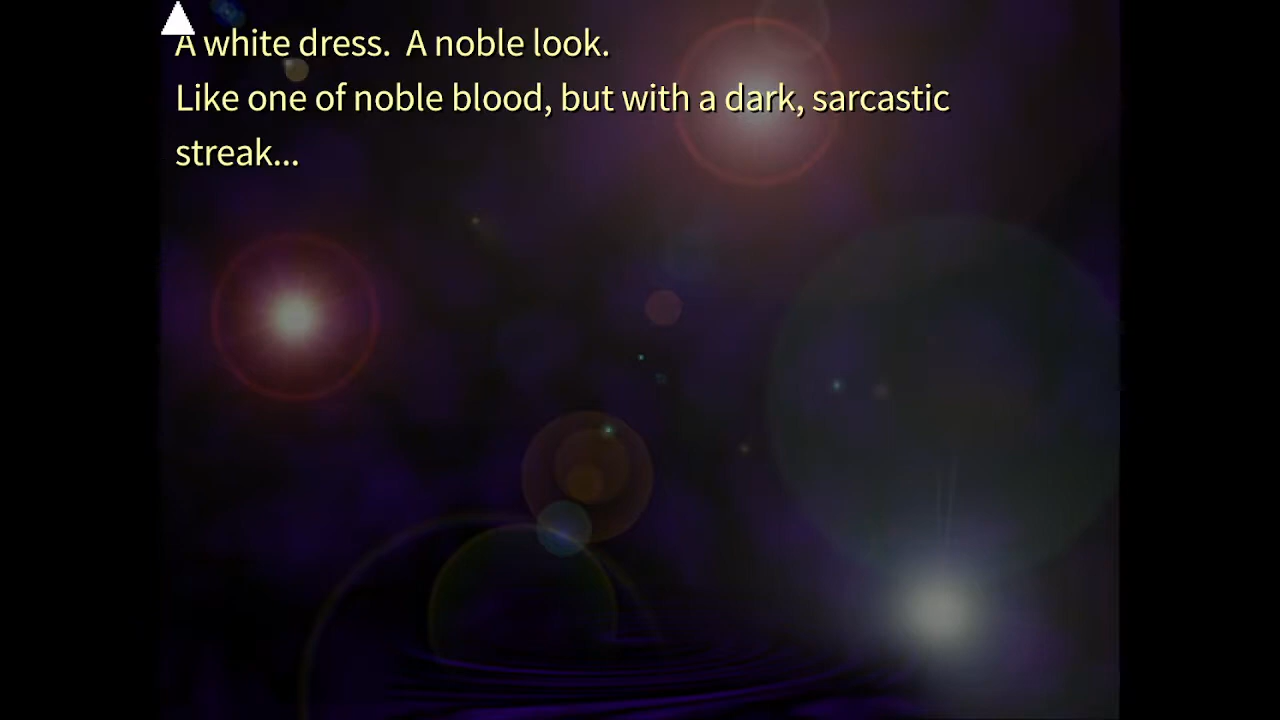 A white dress.  A noble look.
Like one of noble blood, but with a dark, sarcastic
streak...